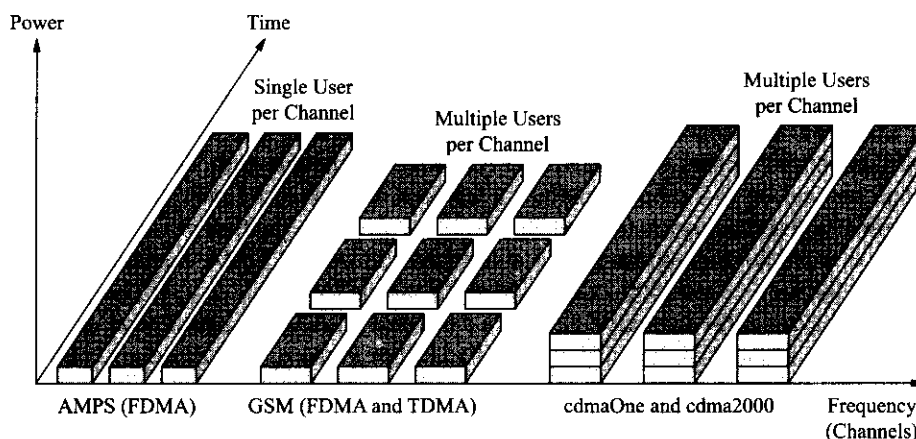 Power
Time
Single User
per Channel
Multiple Users
per Channel
Multiple Users
per Channel
AMPS (FDMA)
GSM (FDMA and TDMA)
cdmaOne and cdma2000
Frequency
(Channels)